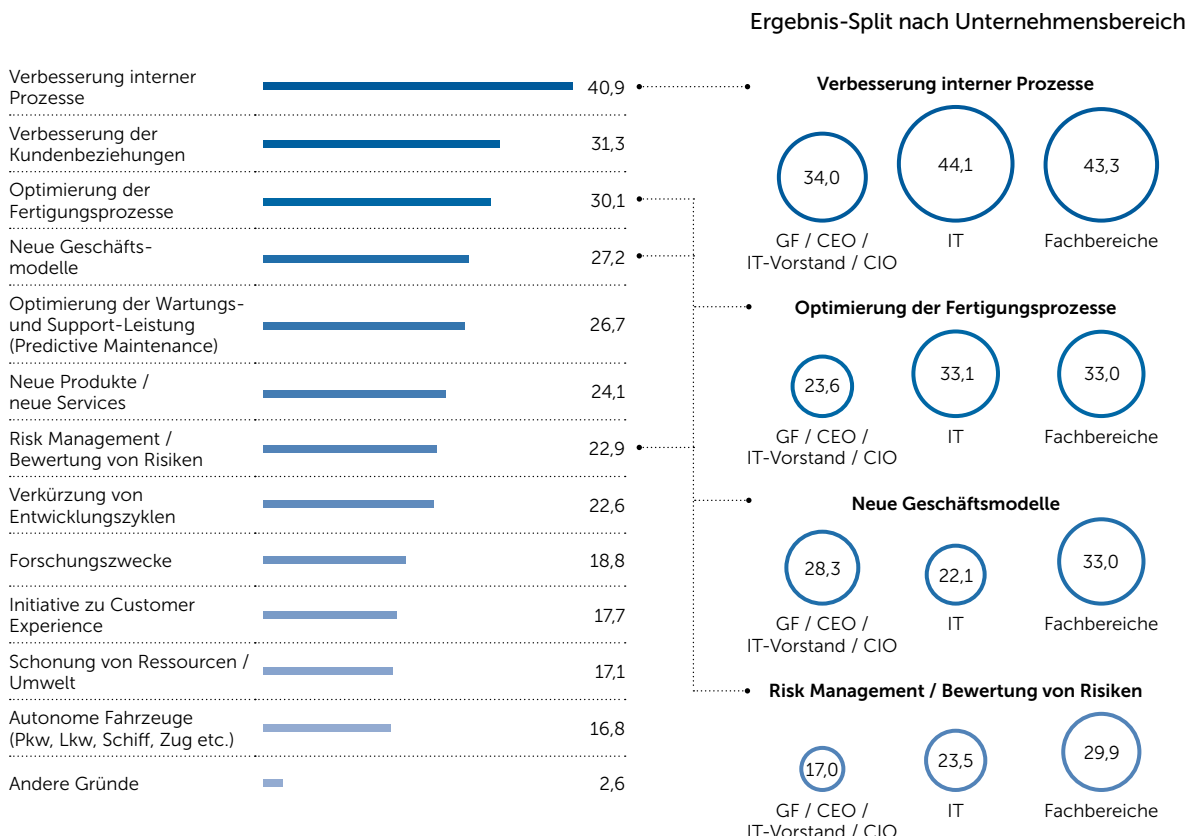 Ergebnis-Split nach Unternehmensbereich
Verbesserung interner
Prozesse
40,9
Verbesserung der
Kundenbeziehungen
31,3
Optimierung der
Fertigungsprozesse
30,1
Neue Geschäfts-
modelle
27,2
Optimierung der Wartungs-
und Support-Leistung
(Predictive Maintenance)
26,7
Neue Produkte /
neue Services
24,1
Risk Management /
Bewertung von Risiken
22,9
Verkürzung von
Entwicklungszyklen
22,6
Forschungszwecke
18,8
Initiative zu Customer
Experience
17,7
Schonung von Ressourcen /
Umwelt
17,1
Autonome Fahrzeuge
(Pkw, Lkw, Schiff, Zug etc.)
16,8
Andere Gründe
2,6
Verbesserung interner Prozesse
34,0
44,1
43,3
GF / CEO /
IT-Vorstand / CIO
IT
Fachbereiche
Optimierung der Fertigungsprozesse
23,6
33,1
33,0
GF / CEO /
IT-Vorstand / CIO
IT
Fachbereiche
Neue Geschäftsmodelle
28,3
22,1
33,0
GF / CEO /
IT-Vorstand / CIO
IT
Fachbereiche
Risk Management / Bewertung von Risiken
17,0
23,5
29,9
GF / CEO /
IT-Vorstand / CIO
IT
Fachbereiche